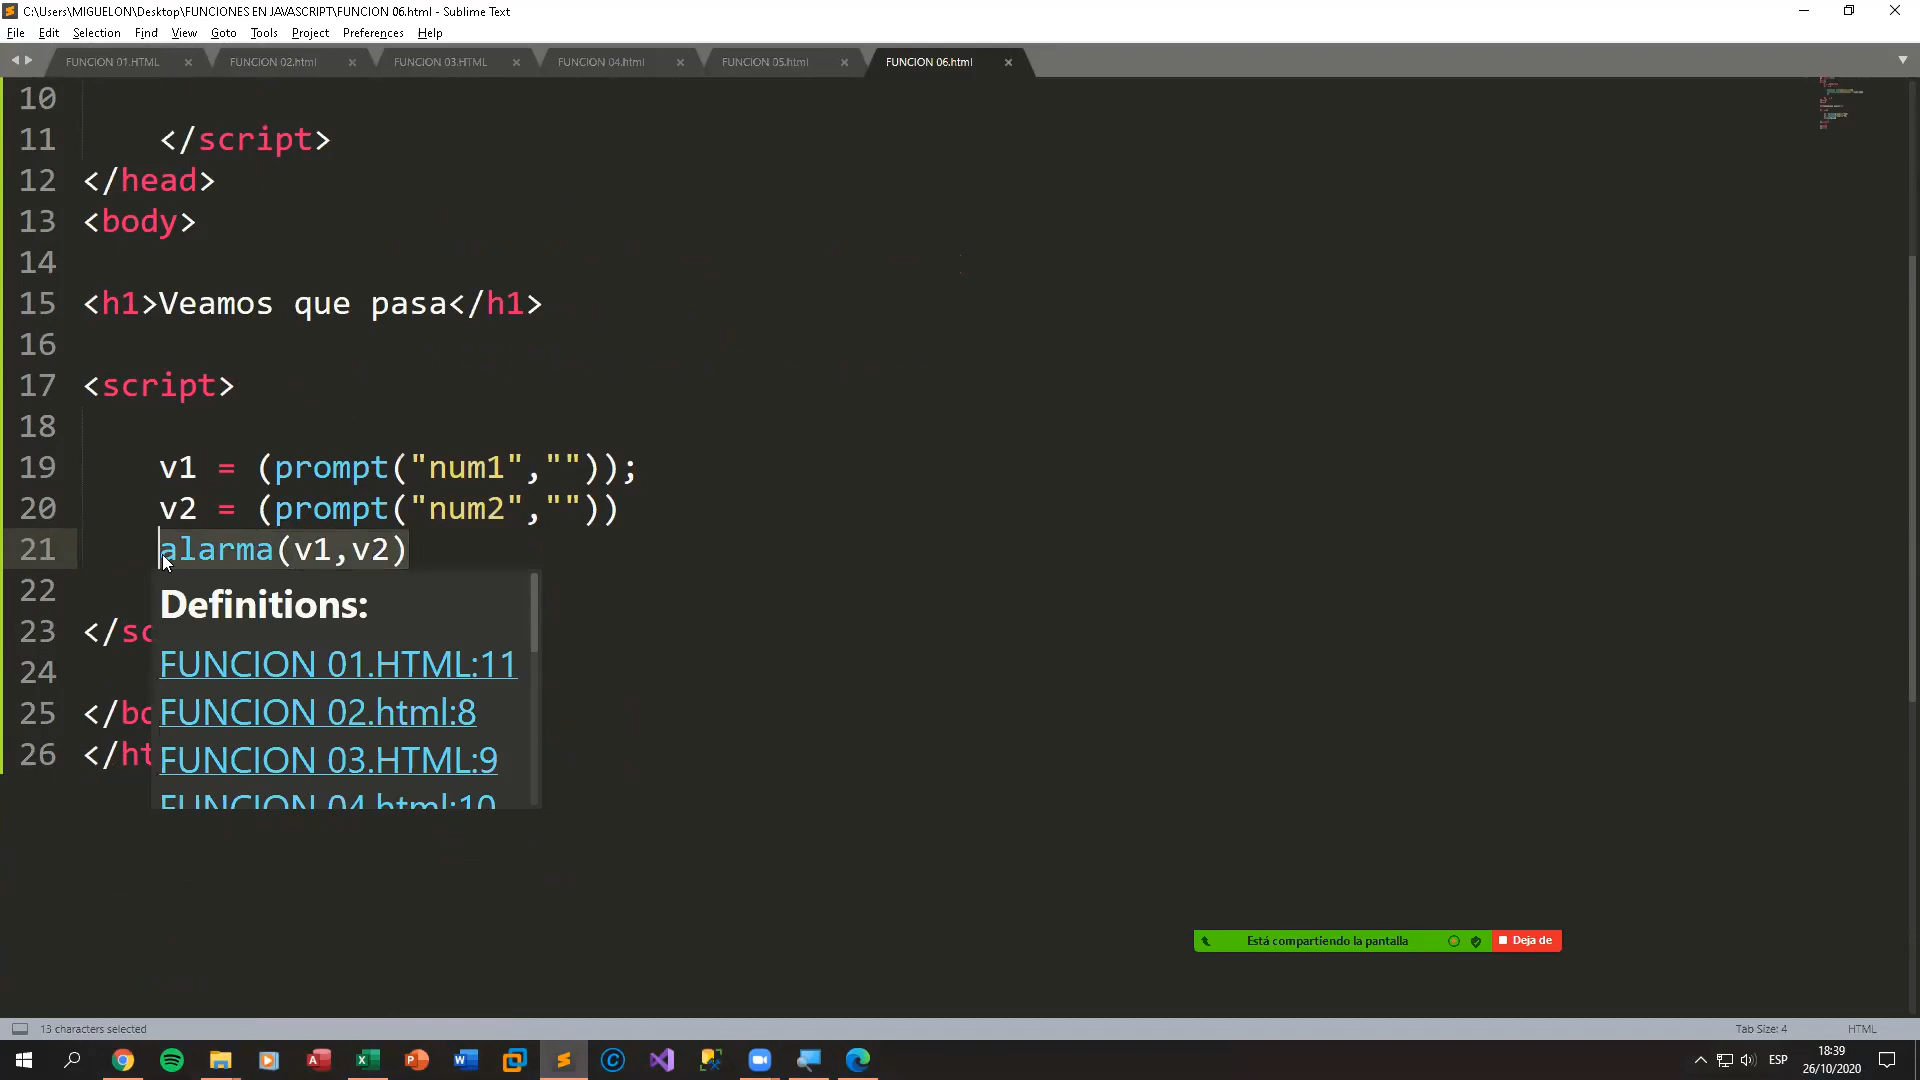 C:\Users\MIGUELON\Desktop\FUNCIONES EN JAVASCRIPT\FUNCION 06.html - Sublime Text
File Edit Selection Find View Goto Tools Project Preferences Help
FUNCION 01.HTML FUNCION 02.html FUNCION 03.HTML FUNCION 04.html FUNCION 05.html FUNCION 06.html
10
11 </script>
12 </head>
13 <body>
14
15 <h1>Veamos que pasa</h1>
16
17 <script>
18
19 v1 = (prompt("num1",""));
20 v2 = (prompt("num2",""))
21 alarma(v1,v2)
22
Definitions:
23 </sc
FUNCION 01.HTML:11
24
25 </bo
FUNCION 02.html:8
26 </ht
FUNCION 03.HTML:9
FUNCION 04.html:10
Está compartiendo la pantalla Deja de
13 characters selected Tab Size: 4 HTML
ESP 18:39
26/10/2020